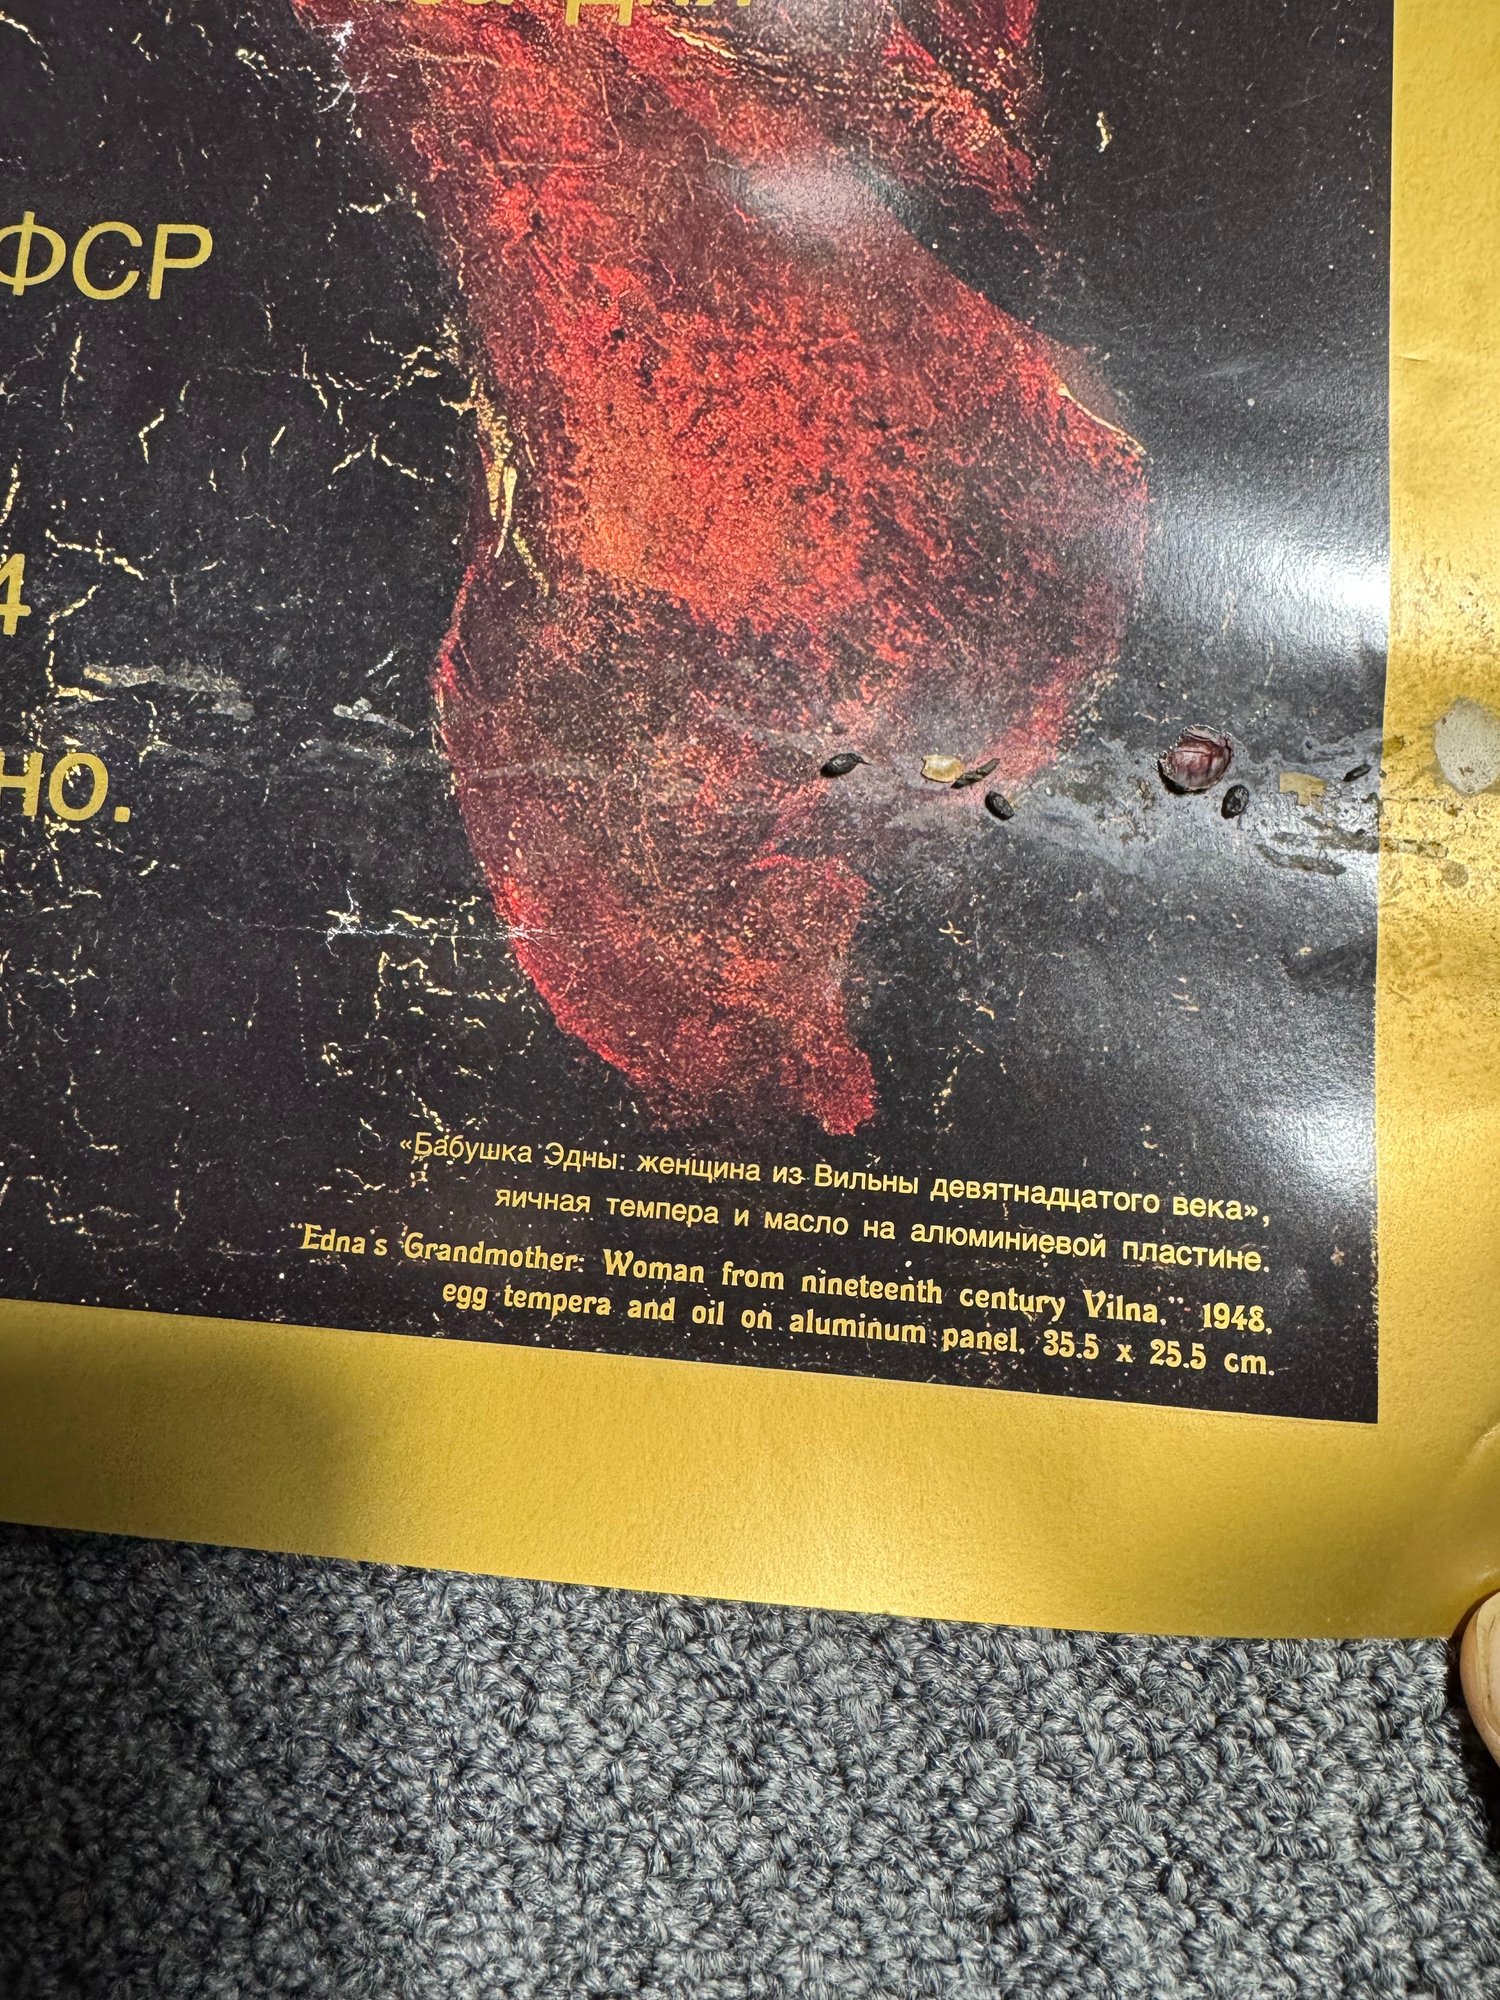 ФСР
4
но.
«Бабушка Эдны: женщина из Вильны девятнадцатого века»,
яичная темпера и масло на алюминиевой пластине.
"Edna's Grandmother: Woman from nineteenth century Vilna," 1948,
egg tempera and oil on aluminum panel, 35.5 x 25.5 cm.